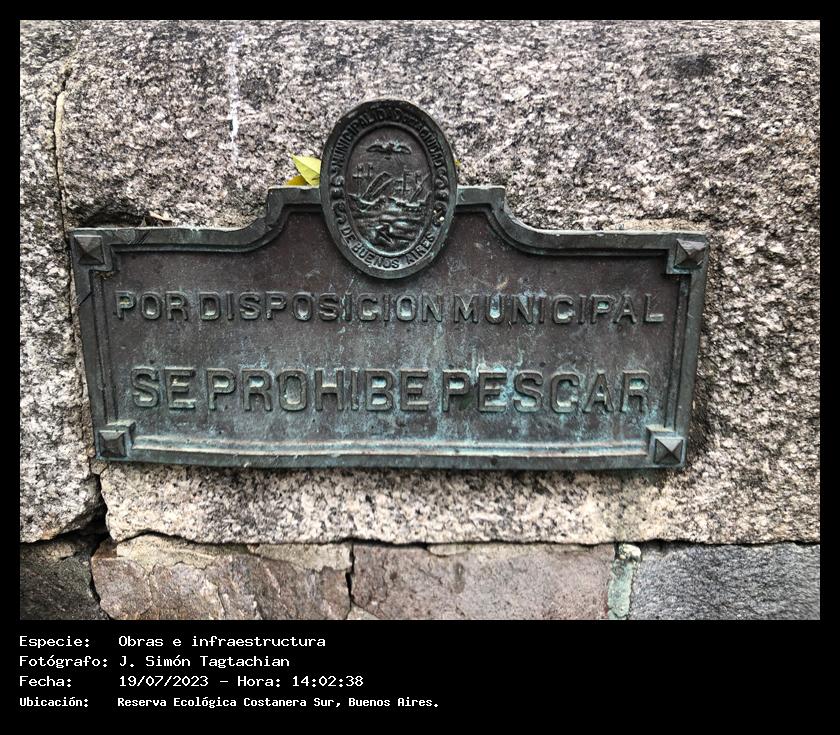 MUNICIPALIDAD DE LA CIUDAD
DE BUENOS AIRES
POR DISPOSICION MUNICIPAL
SE PROHIBE PESCAR
Especie: Obras e infraestructura
Fotógrafo: J. Simón Tagtachian
Fecha: 19/07/2023 - Hora: 14:02:38
Ubicación: Reserva Ecológica Costanera Sur, Buenos Aires.